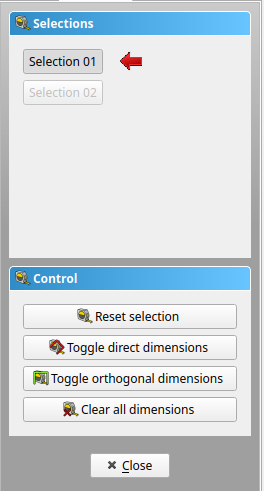 Selections
Selection 01
Selection 02
Control
Reset selection
Toggle direct dimensions
Toggle orthogonal dimensions
Clear all dimensions
Close